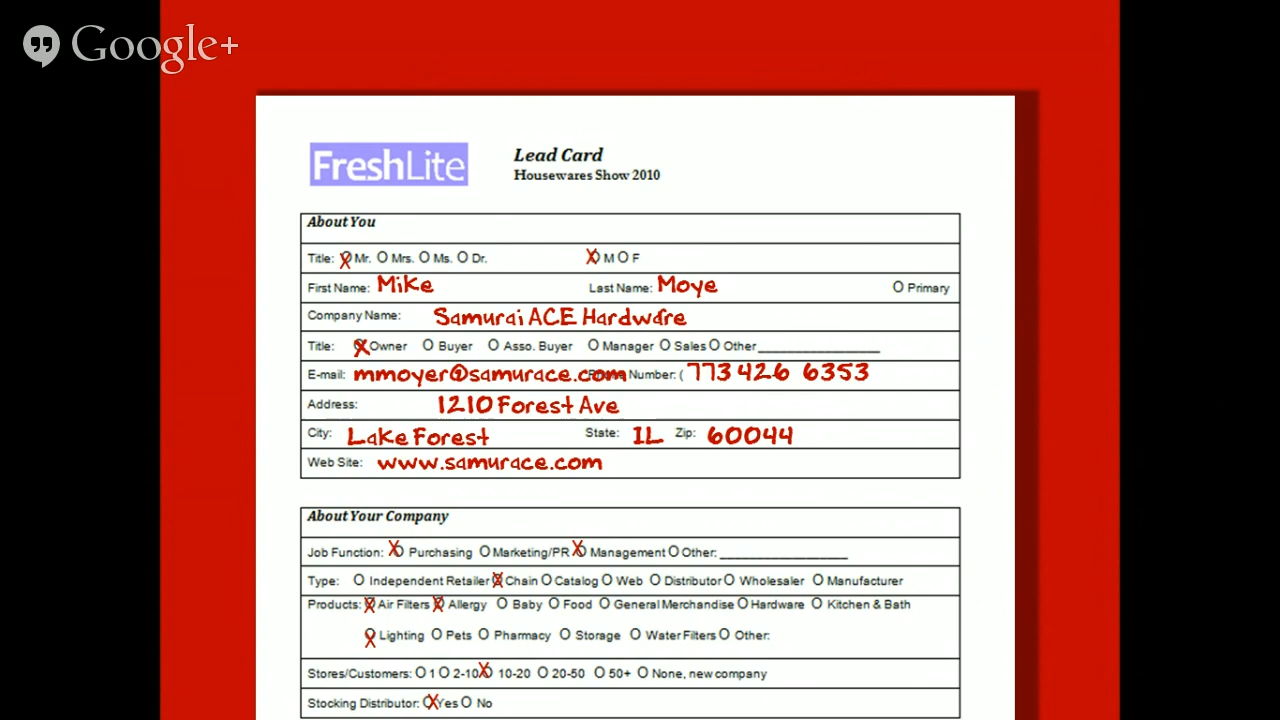 Google+
FreshLite
Lead Card
Housewares Show 2010
About You
Title: Mr. Mrs. Ms. Dr. M F
First Name: Mike Last Name: Moye Primary
Company Name: Samurai ACE Hardware
Title: Owner Buyer Asso. Buyer Manager Sales Other
E-mail: mmoyer@samurace.com Phone Number: ( 773 426 6353
Address: 1210 Forest Ave
City: Lake Forest State: IL Zip: 60044
Web Site: www.samurace.com
About Your Company
Job Function: Purchasing Marketing/PR Management Other:
Type: Independent Retailer Chain Catalog Web Distributor Wholesaler Manufacturer
Products: Air Filters Allergy Baby Food General Merchandise Hardware Kitchen & Bath
Lighting Pets Pharmacy Storage Water Filters Other:
Stores/Customers: 1 2-10 10-20 20-50 50+ None, new company
Stocking Distributor: Yes No